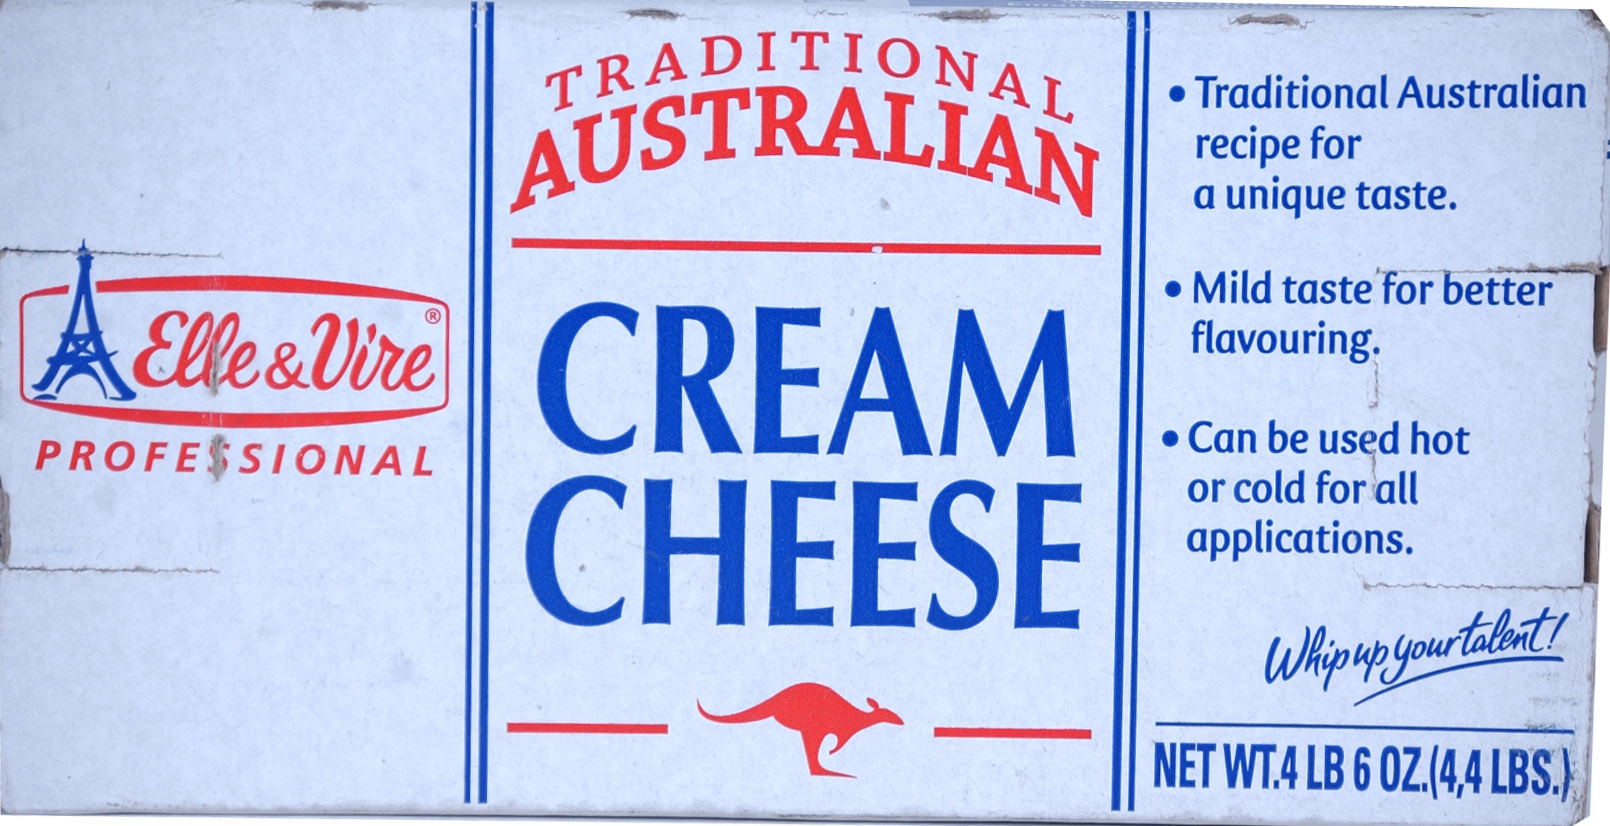 Elle & Vire ®
PROFESSIONAL
TRADITIONAL
AUSTRALIAN
CREAM
CHEESE
• Traditional Australian
recipe for
a unique taste.
• Mild taste for better
flavouring.
• Can be used hot
or cold for all
applications.
Whip up your talent!
NET WT.4 LB 6 OZ.(4,4 LBS.)